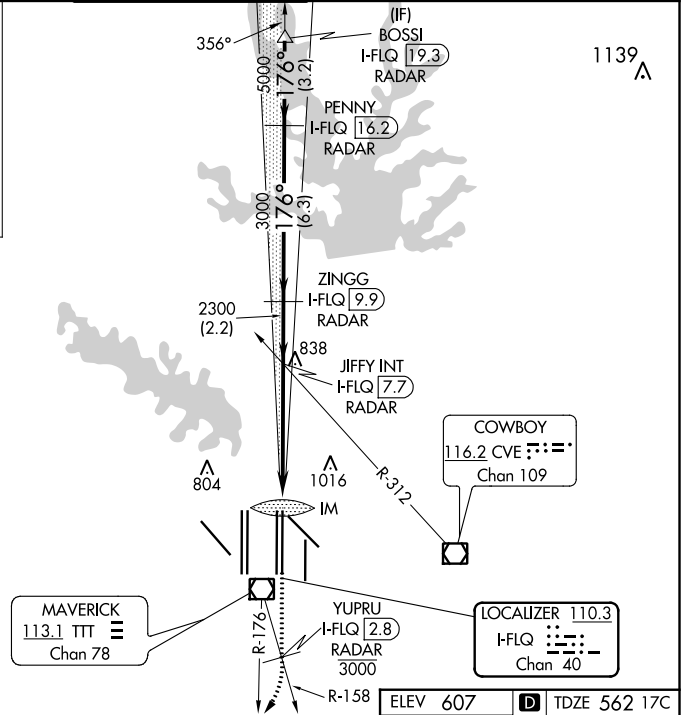 (IF)
BOSSI
I-FLQ 19.3
RADAR
356°
1139
5000
176°
(3.2)
PENNY
I-FLQ 16.2
RADAR
3000
176°
(6.3)
ZINGG
I-FLQ 9.9
RADAR
2300
(2.2)
838
JIFFY INT
I-FLQ 7.7
RADAR
COWBOY
116.2 CVE
Chan 109
R-312
804
1016
IM
MAVERICK
113.1 TTT
Chan 78
R-176
YUPRU
I-FLQ 2.8
RADAR
3000
R-158
LOCALIZER 110.3
I-FLQ
Chan 40
ELEV 607 D TDZE 562 17C